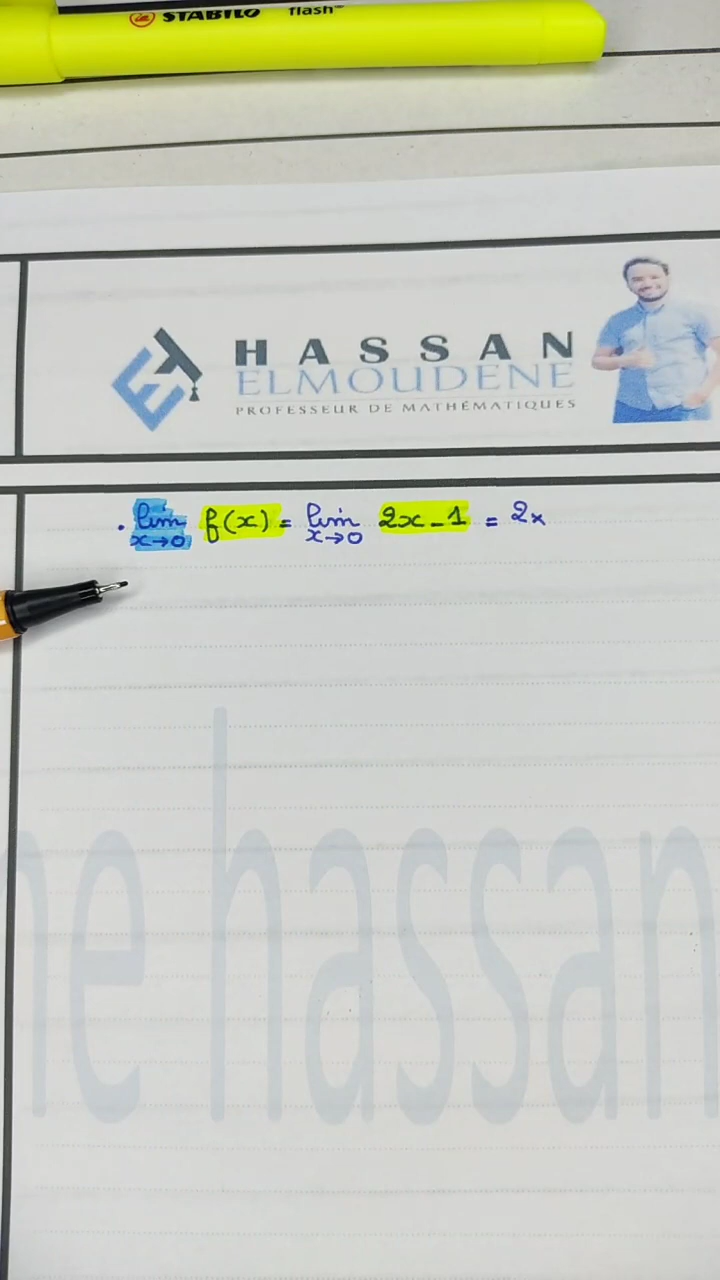 STABILO flash
HASSAN
ELMOUDENE
PROFESSEUR DE MATHÉMATIQUES
. lim f(x) = lim 2x - 1 = 2x
x→0 x→0
ne hassan